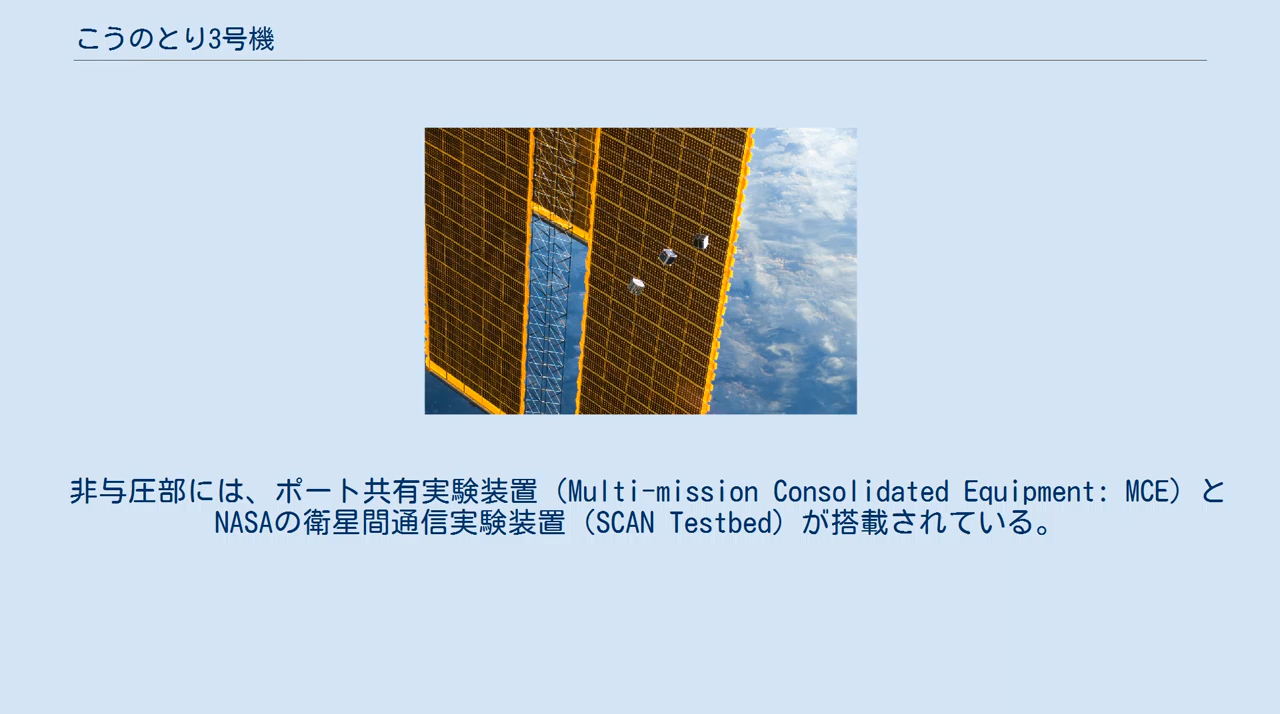 こうのとり3号機
非与圧部には、ポート共有実験装置（Multi-mission Consolidated Equipment: MCE）と
NASAの衛星間通信実験装置（SCAN Testbed）が搭載されている。